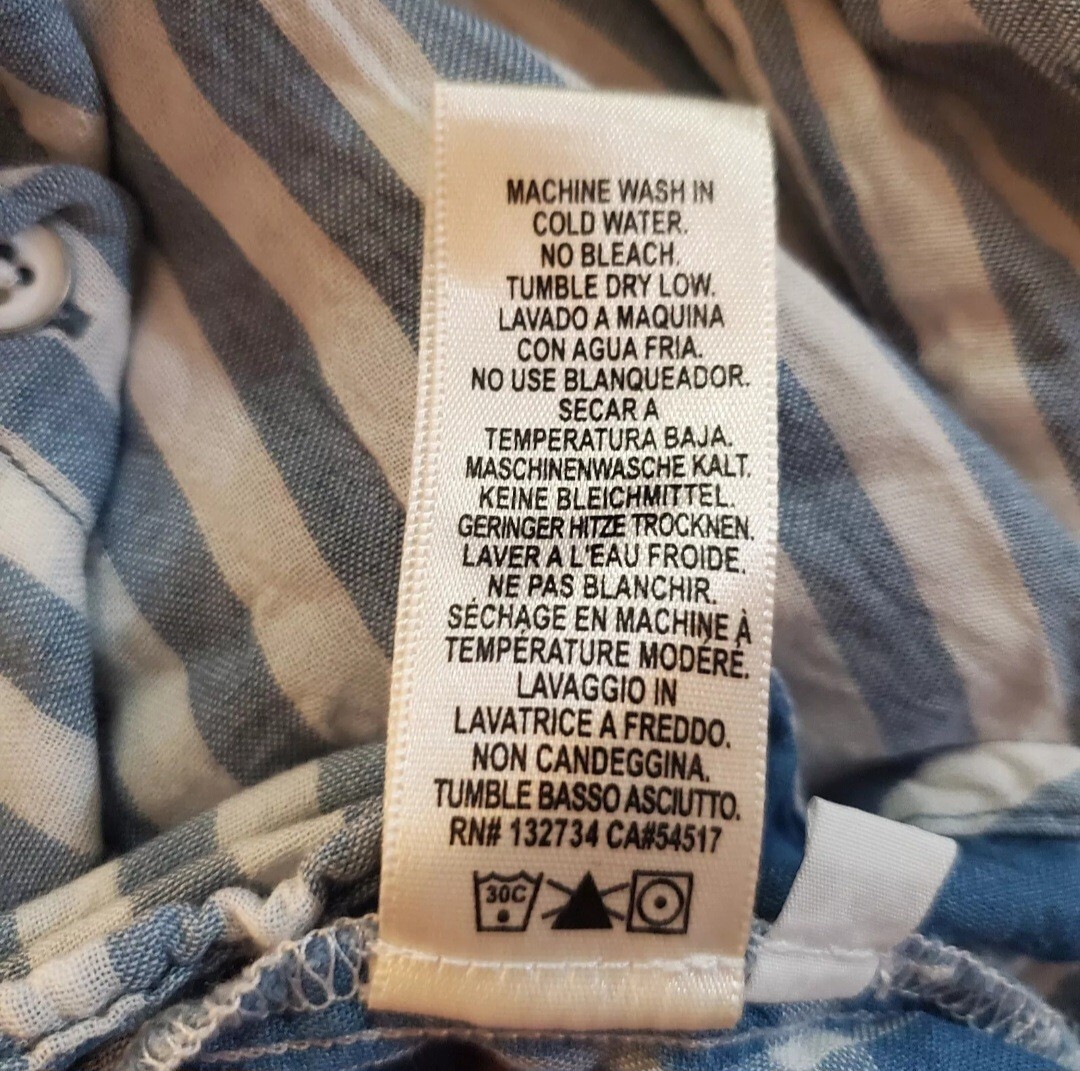 MACHINE WASH IN
COLD WATER.
NO BLEACH.
TUMBLE DRY LOW.
LAVADO A MAQUINA
CON AGUA FRIA.
NO USE BLANQUEADOR.
SECAR A
TEMPERATURA BAJA.
MASCHINENWASCHE KALT.
KEINE BLEICHMITTEL.
GERINGER HITZE TROCKNEN.
LAVER A L'EAU FROIDE.
NE PAS BLANCHIR.
SÉCHAGE EN MACHINE À
TEMPÉRATURE MODÉRÉ.
LAVAGGIO IN
LAVATRICE A FREDDO.
NON CANDEGGINA.
TUMBLE BASSO ASCIUTTO.
RN# 132734 CA#54517
30C